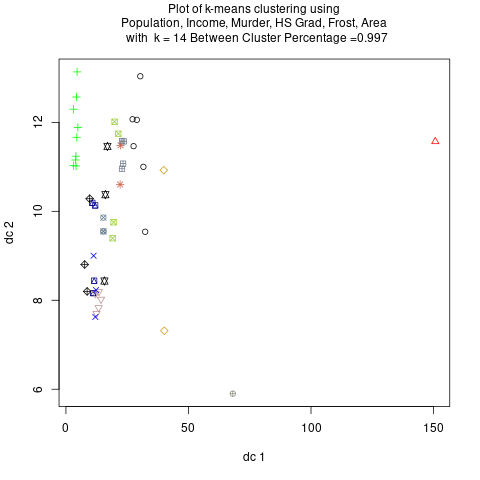 Plot of k-means clustering using
Population, Income, Murder, HS Grad, Frost, Area
with k = 14 Between Cluster Percentage =0.997
12
10
8
6
dc 2
0
50
100
150
dc 1